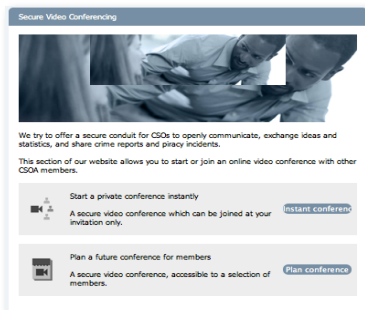 Secure Video Conferencing
We try to offer a secure conduit for CSOs to openly communicate, exchange ideas and
statistics, and share crime reports and piracy incidents.
This section of our website allows you to start or join an online video conference with other
CSOA members.
Start a private conference instantly
A secure video conference which can be joined at your
invitation only.
Instant conferenc
Plan a future conference for members
A secure video conference, accessible to a selection of
members.
Plan conference